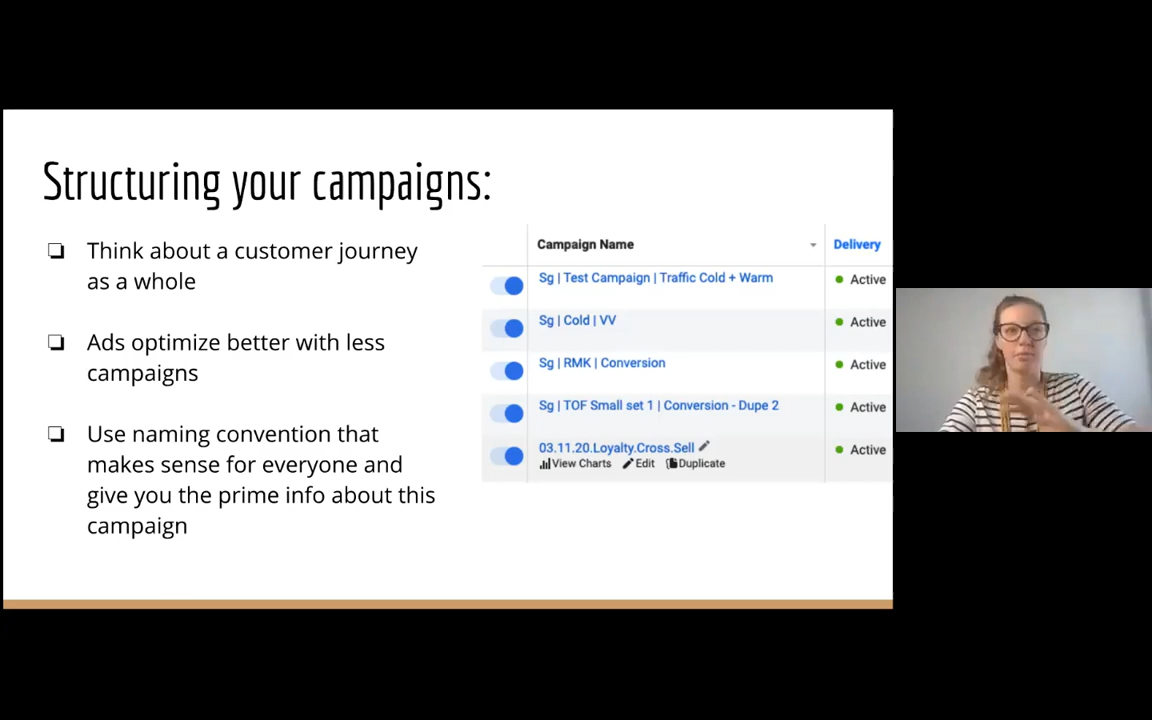 Structuring your campaigns:
❏ Think about a customer journey
as a whole
❏ Ads optimize better with less
campaigns
❏ Use naming convention that
makes sense for everyone and
give you the prime info about this
campaign
Campaign Name Delivery
Sg | Test Campaign | Traffic Cold + Warm Active
Sg | Cold | VV Active
Sg | RMK | Conversion Active
Sg | TOF Small set 1 | Conversion - Dupe 2 Active
03.11.20.Loyalty.Cross.Sell Active
View Charts Edit Duplicate